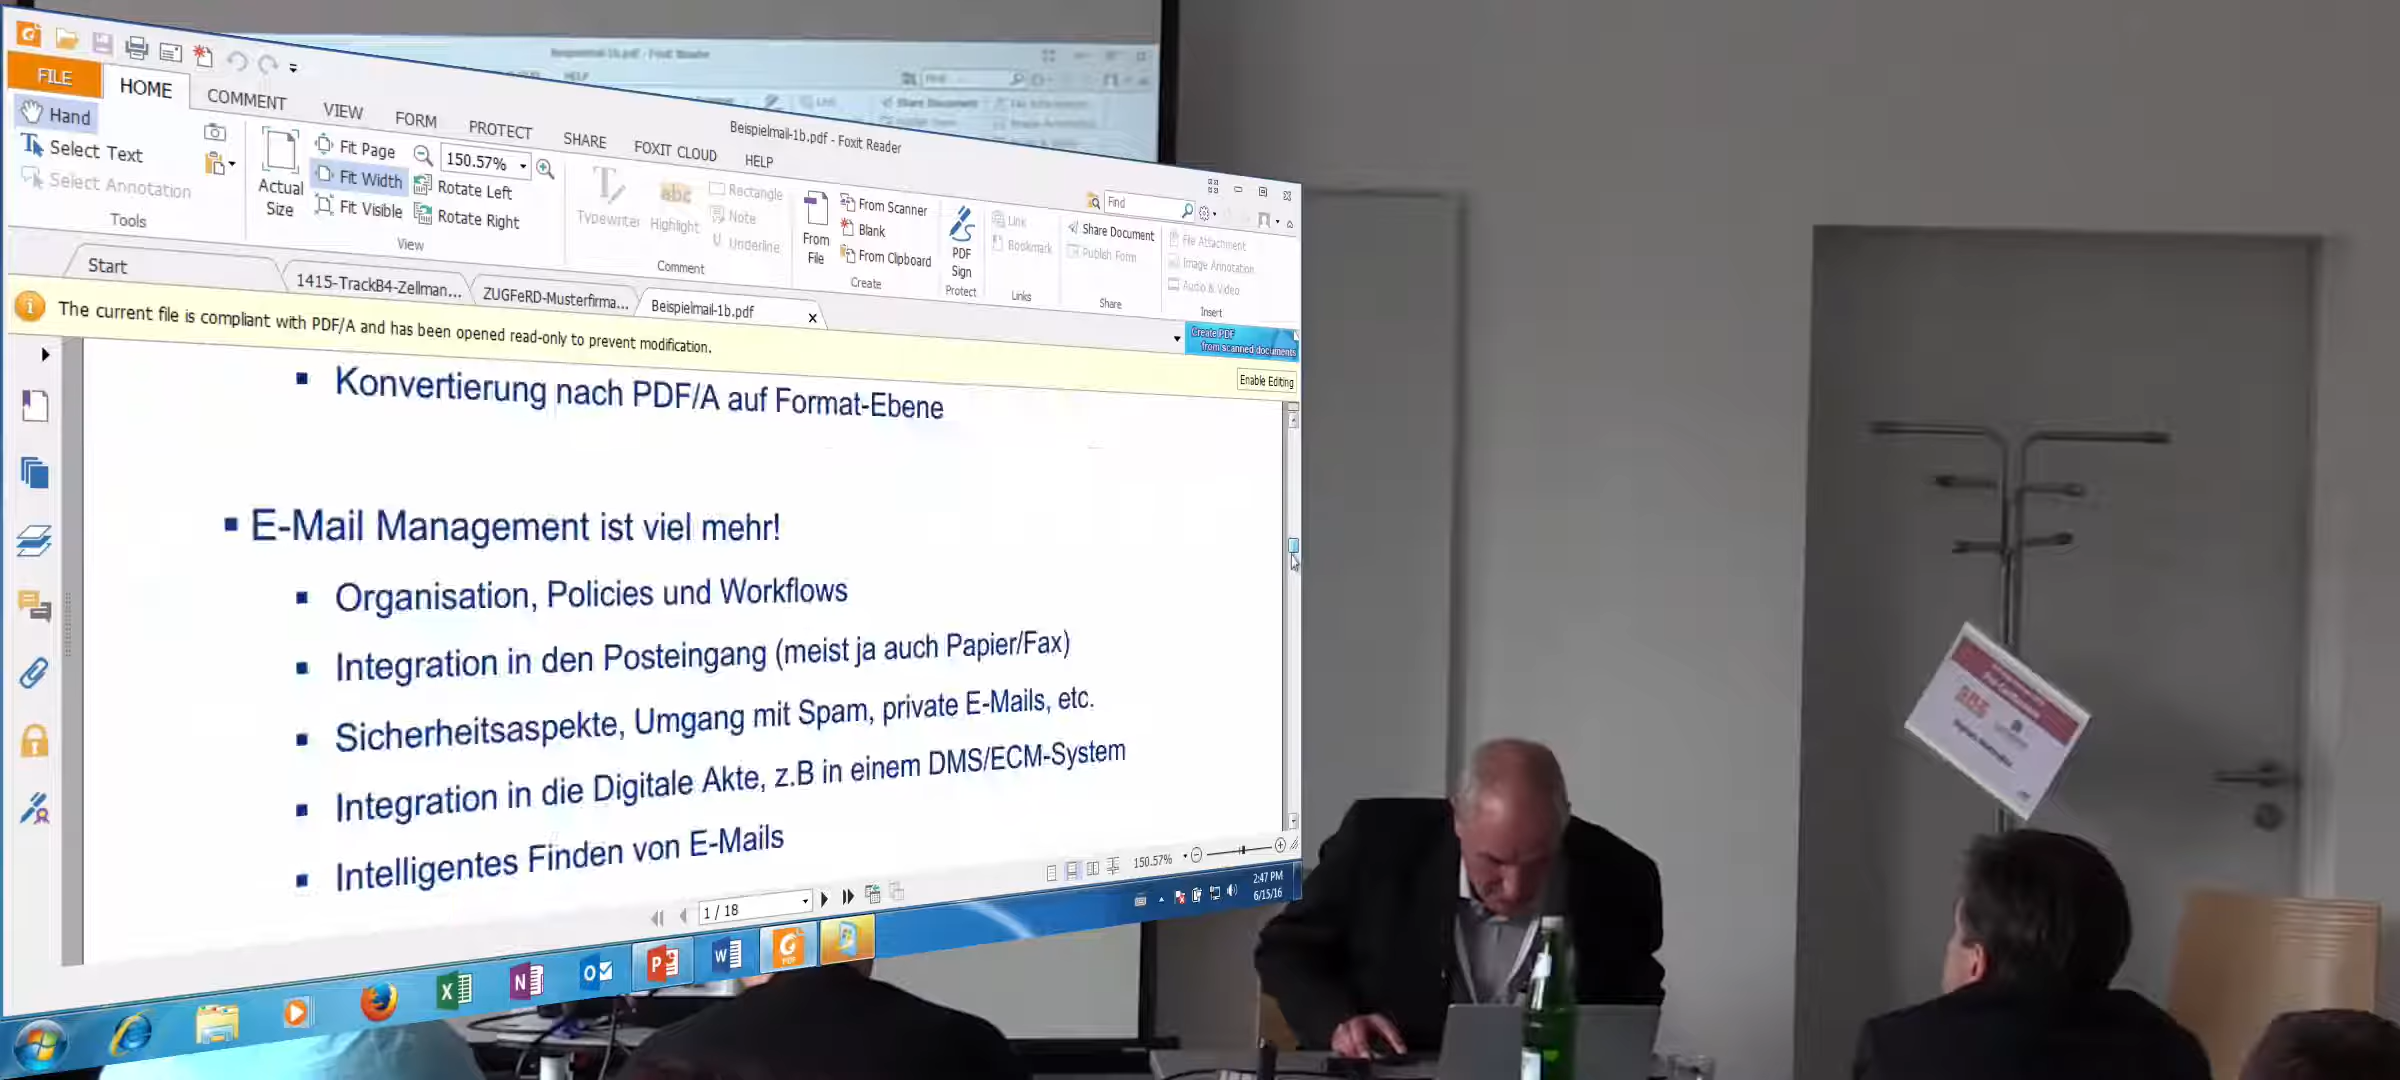 FILE
HOME
COMMENT
VIEW
FORM
PROTECT
SHARE
FOXIT CLOUD
HELP
Beispielmail-1b.pdf - Foxit Reader
Hand
Select Text
Select Annotation
Tools
Actual
Size
Fit Page
Fit Width
Fit Visible
150.57%
Rotate Left
Rotate Right
View
Typewriter
Highlight
Rectangle
Note
Underline
Comment
From
File
From Scanner
Blank
From Clipboard
Create
PDF
Sign
Protect
Link
Bookmark
Links
Share Document
Publish Form
Share
Find
File Attachment
Image Annotation
Audio & Video
Insert
Start
1415-TrackB4-Zellman...
ZUGFeRD-Musterfirma...
Beispielmail-1b.pdf
The current file is compliant with PDF/A and has been opened read-only to prevent modification.
Create PDF
from scanned documents
Enable Editing
▪ Konvertierung nach PDF/A auf Format-Ebene
▪ E-Mail Management ist viel mehr!
▪ Organisation, Policies und Workflows
▪ Integration in den Posteingang (meist ja auch Papier/Fax)
▪ Sicherheitsaspekte, Umgang mit Spam, private E-Mails, etc.
▪ Integration in die Digitale Akte, z.B in einem DMS/ECM-System
▪ Intelligentes Finden von E-Mails
1 / 18
150.57%
2:47 PM
6/15/16